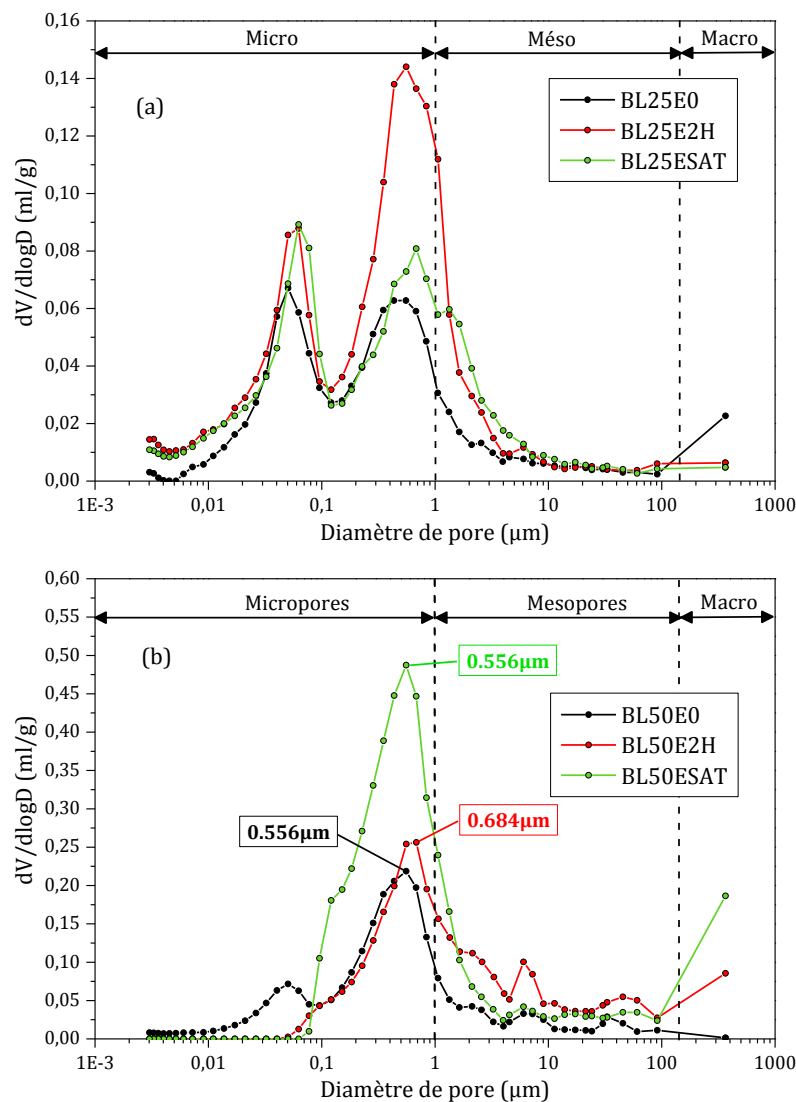 0,16
0,14
0,12
0,10
0,08
0,06
0,04
0,02
0,00
dV/dlogD (ml/g)
Micro
Méso
Macro
(a)
BL25E0
BL25E2H
BL25ESAT
1E-3
0,01
0,1
1
10
100
1000
Diamètre de pore (µm)
0,60
0,55
0,50
0,45
0,40
0,35
0,30
0,25
0,20
0,15
0,10
0,05
0,00
dV/dlogD (ml/g)
Micropores
Mesopores
Macro
(b)
0.556µm
BL50E0
BL50E2H
BL50ESAT
0.556µm
0.684µm
1E-3
0,01
0,1
1
10
100
1000
Diamètre de pore (µm)